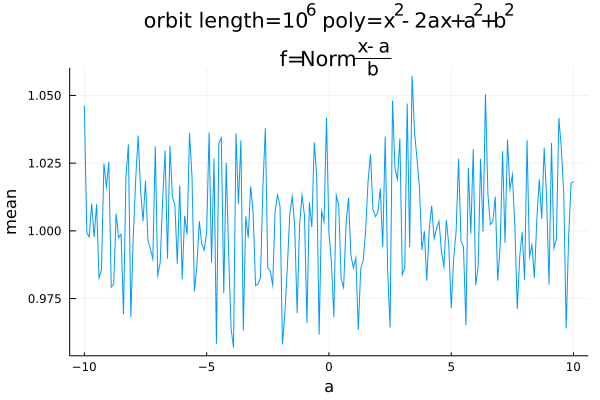 orbit length=10^6 poly=x^2- 2ax+a^2+b^2
f=Norm (x- a)/b
1.050
1.025
1.000
0.975
mean
−10
−5
0
5
10
a